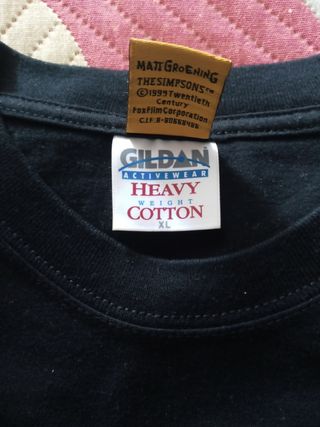 MATT GROENING
THE SIMPSONS™
©1999 Twentieth
Century
Fox Film Corporation
GILDAN
ACTIVEWEAR
HEAVY
WEIGHT
COTTON
XL